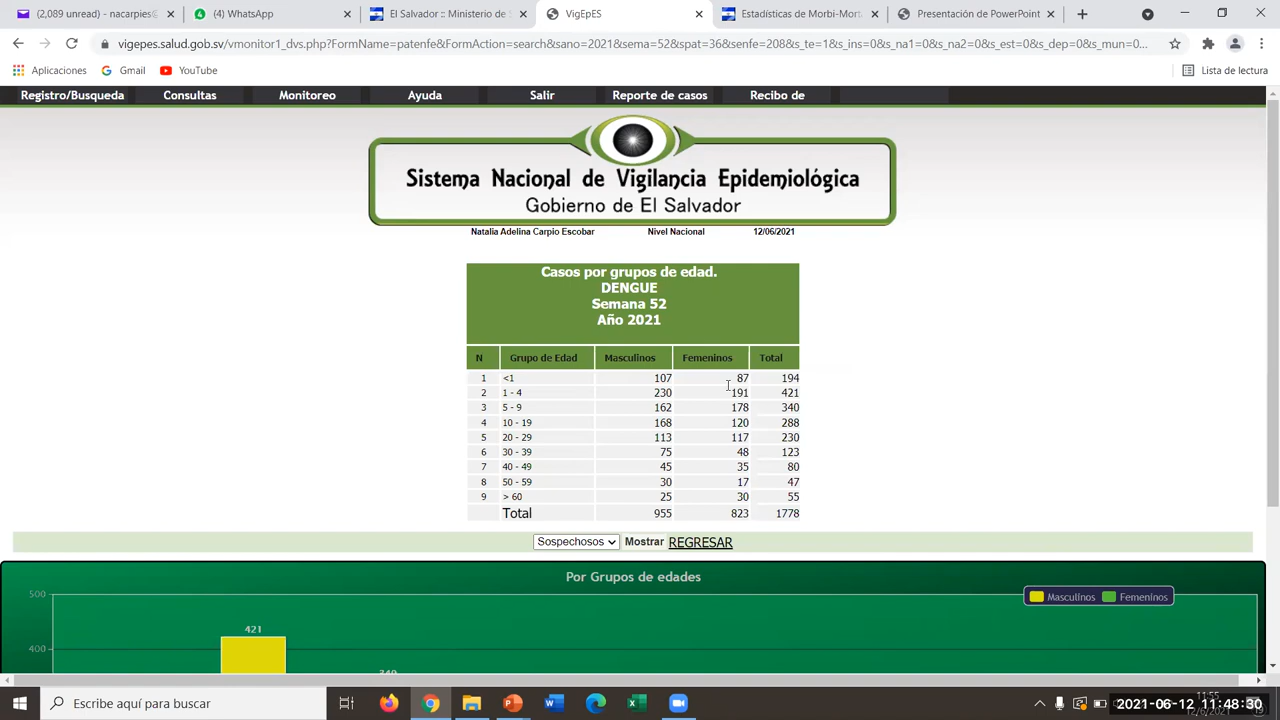 (2,089 unread) - nacarpies@
(4) WhatsApp
El Salvador :: Ministerio de S
VigEpES
Estadísticas de Morbi-Mort
Presentación de PowerPoint
vigepes.salud.gob.sv/vmonitor1_dvs.php?FormName=patenfe&FormAction=search&sano=2021&sema=52&spat=36&senfe=208&s_te=1&s_ins=0&s_na1=0&s_na2=0&s_est=0&s_dep=0&s_mun=0...
Aplicaciones Gmail YouTube Lista de lectura
Registro/Busqueda Consultas Monitoreo Ayuda Salir Reporte de casos Recibo de
Sistema Nacional de Vigilancia Epidemiológica
Gobierno de El Salvador
Natalia Adelina Carpio Escobar Nivel Nacional 12/06/2021
Casos por grupos de edad.
DENGUE
Semana 52
Año 2021
N Grupo de Edad Masculinos Femeninos Total
1 <1 107 87 194
2 1 - 4 230 191 421
3 5 - 9 162 178 340
4 10 - 19 168 120 288
5 20 - 29 113 117 230
6 30 - 39 75 48 123
7 40 - 49 45 35 80
8 50 - 59 30 17 47
9 > 60 25 30 55
Total 955 823 1778
Sospechosos Mostrar REGRESAR
Por Grupos de edades
Masculinos Femeninos
500
421
400
340
Escribe aquí para buscar
11:55
2021-06-12 11:48:30
12/6/2021